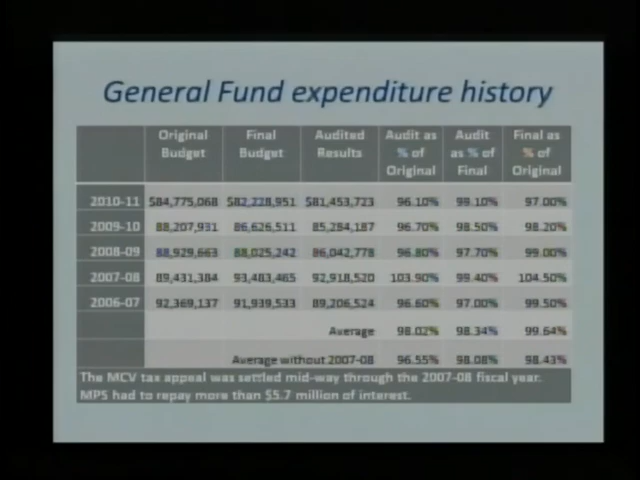 General Fund expenditure history
Original Budget Final Budget Audited Results Audit as % of Original Audit as % of Final Final as % of Original
2010-11 $84,775,068 $82,228,951 $81,453,723 96.10% 99.10% 97.00%
2009-10 88,207,931 86,626,511 85,284,187 96.70% 98.50% 98.20%
2008-09 88,929,663 88,025,242 86,042,778 96.80% 97.70% 99.00%
2007-08 89,431,384 93,483,465 92,918,520 103.90% 99.40% 104.50%
2006-07 92,369,137 91,939,533 89,206,524 96.60% 97.00% 99.50%
Average 98.02% 98.34% 99.64%
Average without 2007-08 96.55% 98.08% 98.43%
The MCV tax appeal was settled mid-way through the 2007-08 fiscal year.
MPS had to repay more than $5.7 million of interest.